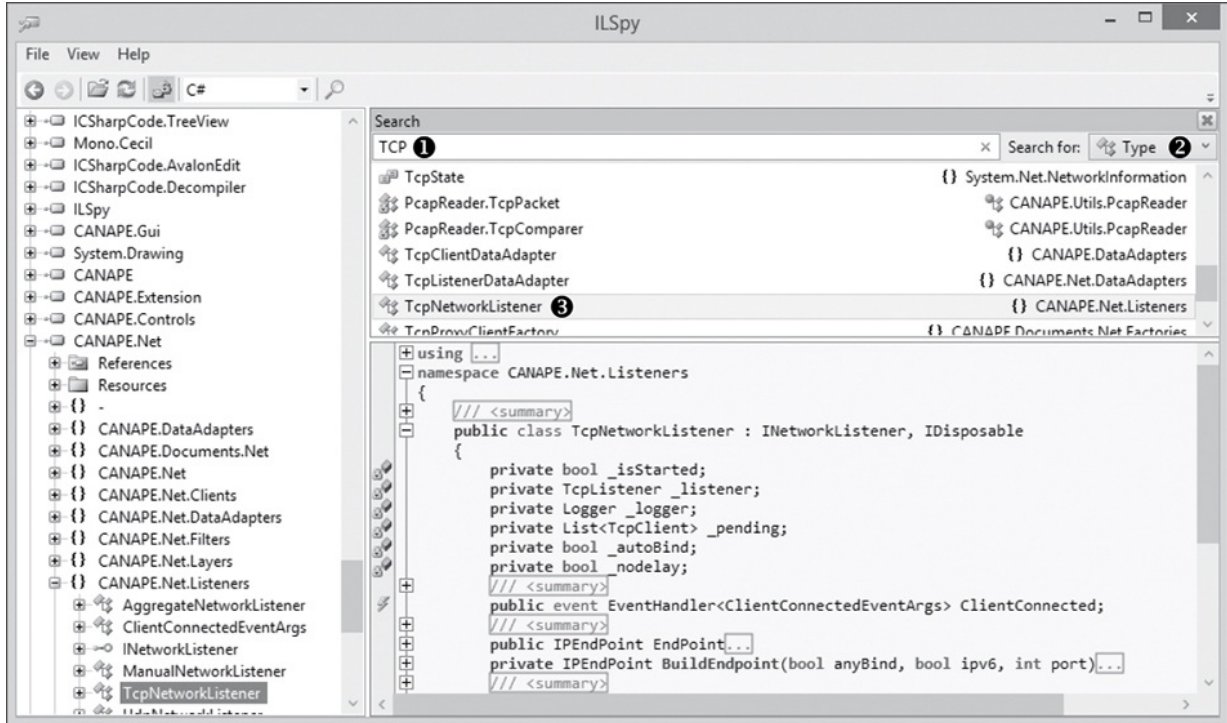 ILSpy
File View Help
C#
ICSharpCode.TreeView
Mono.Cecil
ICSharpCode.AvalonEdit
ICSharpCode.Decompiler
ILSpy
CANAPE.Gui
System.Drawing
CANAPE
CANAPE.Extension
CANAPE.Controls
CANAPE.Net
References
Resources
{} -
{} CANAPE.DataAdapters
{} CANAPE.Documents.Net
{} CANAPE.Net
{} CANAPE.Net.Clients
{} CANAPE.Net.DataAdapters
{} CANAPE.Net.Filters
{} CANAPE.Net.Layers
{} CANAPE.Net.Listeners
AggregateNetworkListener
ClientConnectedEventArgs
INetworkListener
ManualNetworkListener
TcpNetworkListener
UdpNetworkListener
Search
TCP ❶ Search for: Type ❷
TcpState {} System.Net.NetworkInformation
PcapReader.TcpPacket CANAPE.Utils.PcapReader
PcapReader.TcpComparer CANAPE.Utils.PcapReader
TcpClientDataAdapter {} CANAPE.DataAdapters
TcpListenerDataAdapter {} CANAPE.Net.DataAdapters
TcpNetworkListener ❸ {} CANAPE.Net.Listeners
TcpProxyClientFactory {} CANAPE.Documents.Net.Factories
using ...
namespace CANAPE.Net.Listeners
{
/// <summary>
public class TcpNetworkListener : INetworkListener, IDisposable
{
private bool _isStarted;
private TcpListener _listener;
private Logger _logger;
private List<TcpClient> _pending;
private bool _autoBind;
private bool _nodelay;
/// <summary>
public event EventHandler<ClientConnectedEventArgs> ClientConnected;
/// <summary>
public IPEndPoint EndPoint...
private IPEndPoint BuildEndpoint(bool anyBind, bool ipv6, int port)...
/// <summary>